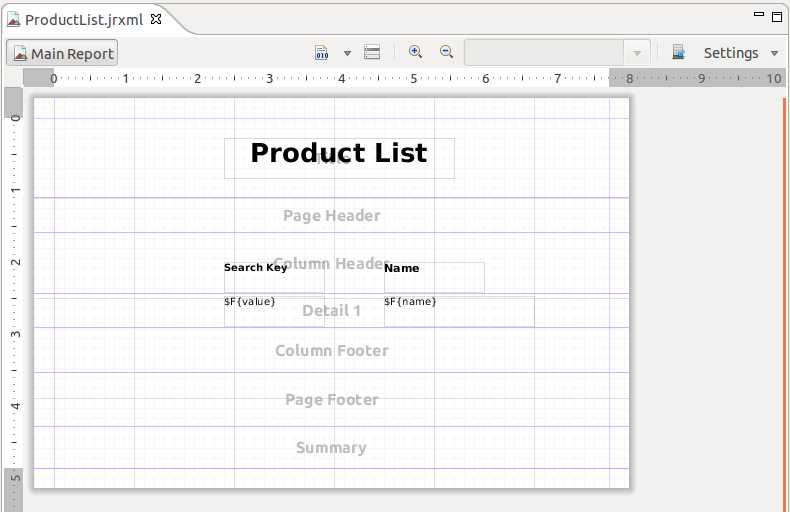 ProductList.jrxml
Main Report
Settings
0 1 2 3 4 5 6 7 8 9 10
0
1
2
3
4
5
Title
Product List
Page Header
Column Header
Search Key Name
Detail 1
$F{value} $F{name}
Column Footer
Page Footer
Summary